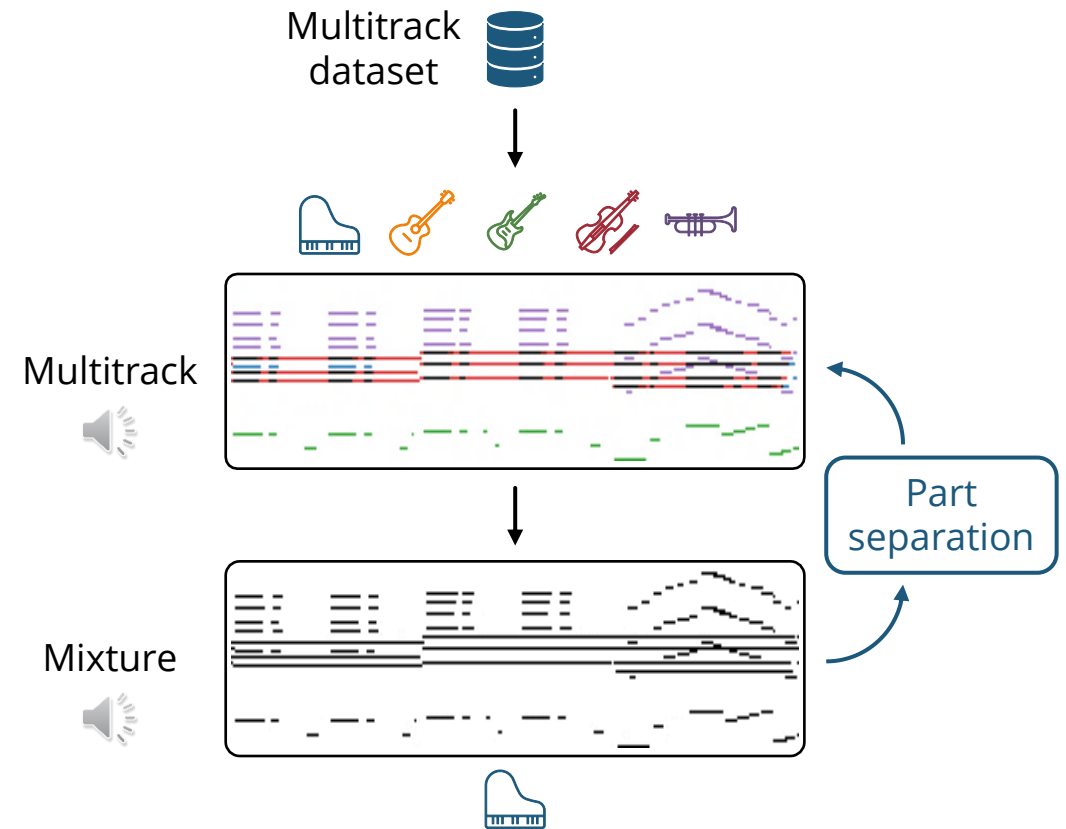 Multitrack
dataset
Multitrack
Part
separation
Mixture